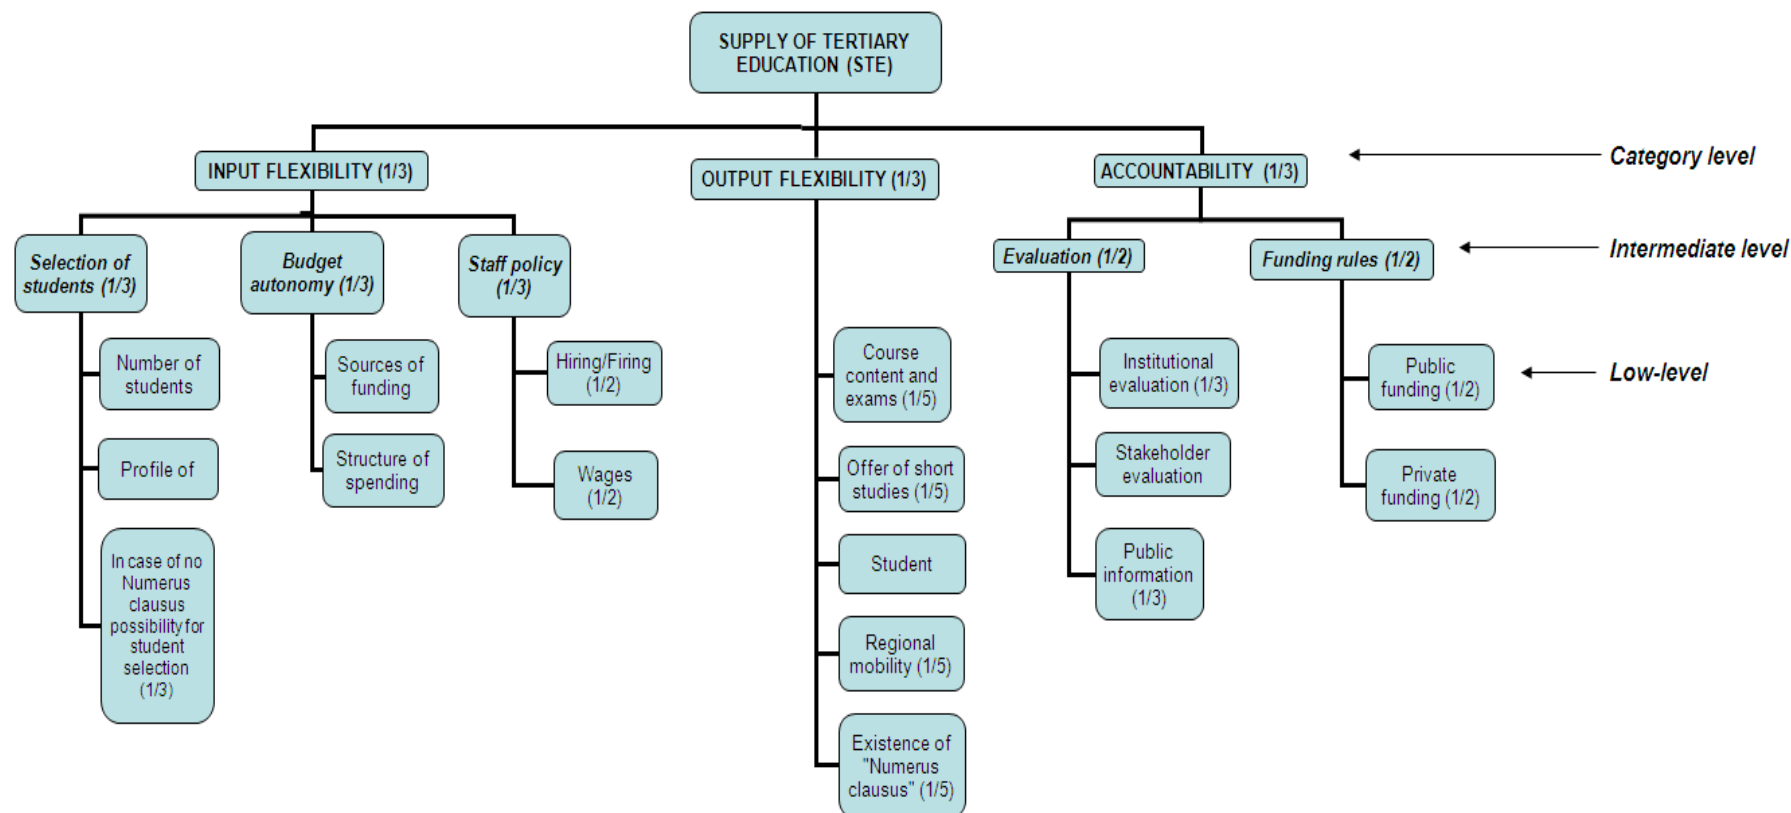 SUPPLY OF TERTIARY
EDUCATION (STE)
INPUT FLEXIBILITY (1/3)
OUTPUT FLEXIBILITY (1/3)
ACCOUNTABILITY (1/3)
Category level
Selection of
students (1/3)
Budget
autonomy (1/3)
Staff policy
(1/3)
Evaluation (1/2)
Funding rules (1/2)
Intermediate level
Number of
students
Profile of
In case of no
Numerus
clausus
possibility for
student
selection
(1/3)
Sources of
funding
Structure of
spending
Hiring/Firing
(1/2)
Wages
(1/2)
Course
content and
exams (1/5)
Offer of short
studies (1/5)
Student
Regional
mobility (1/5)
Existence of
"Numerus
clausus" (1/5)
Institutional
evaluation (1/3)
Stakeholder
evaluation
Public
information
(1/3)
Public
funding (1/2)
Private
funding (1/2)
Low-level